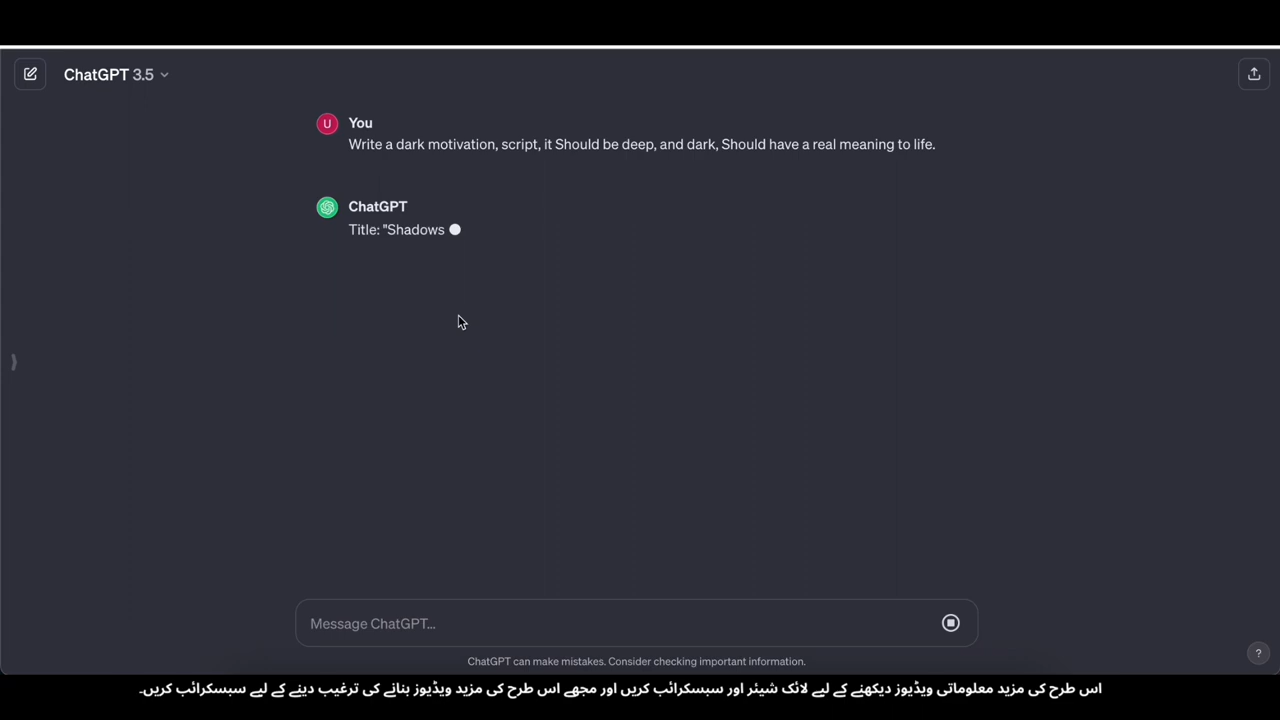 ChatGPT 3.5
You
Write a dark motivation, script, it Should be deep, and dark, Should have a real meaning to life.
ChatGPT
Title: "Shadows
Message ChatGPT...
ChatGPT can make mistakes. Consider checking important information.
?
اس طرح کی مزید معلوماتی ویڈیوز دیکھنے کے لیے لائک شیئر اور سبسکرائب کریں اور مجھے اس طرح کی مزید ویڈیوز بنانے کی ترغیب دینے کے لیے سبسکرائب کریں۔